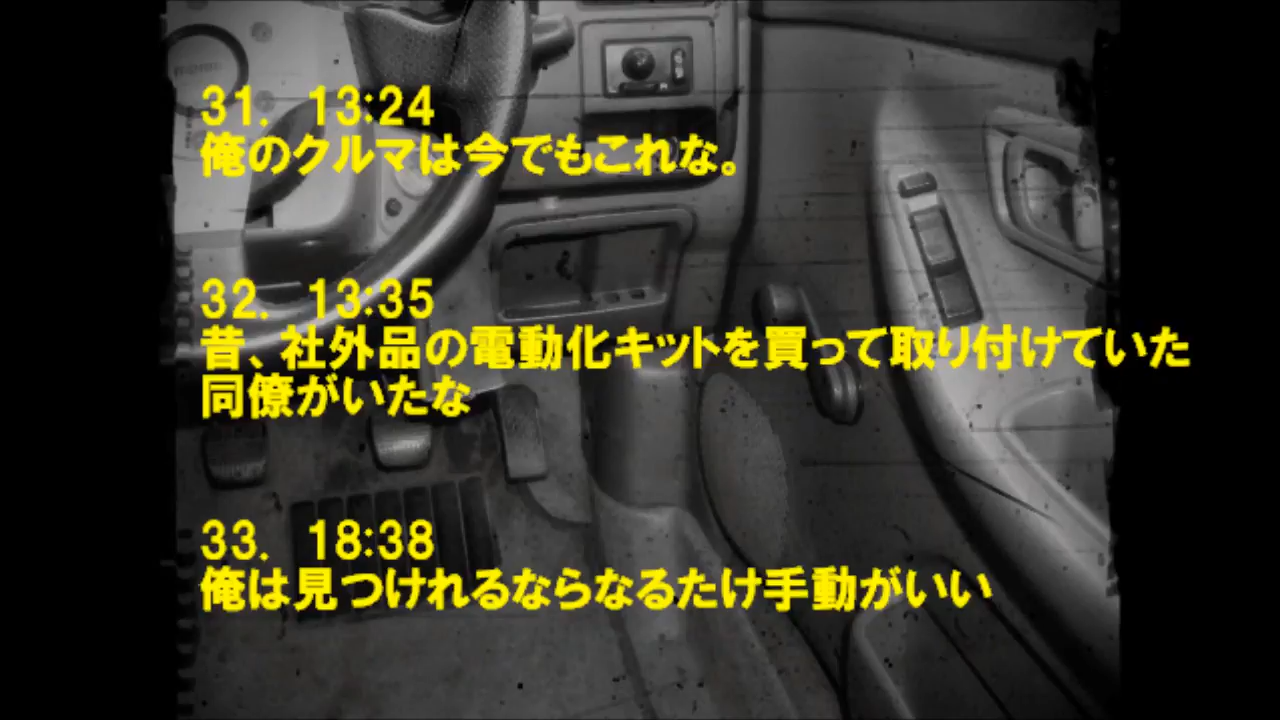 31. 13:24
俺のクルマは今でもこれな。
32. 13:35
昔、社外品の電動化キットを買って取り付けていた
同僚がいたな
33. 18:38
俺は見つけれるならなるたけ手動がいい